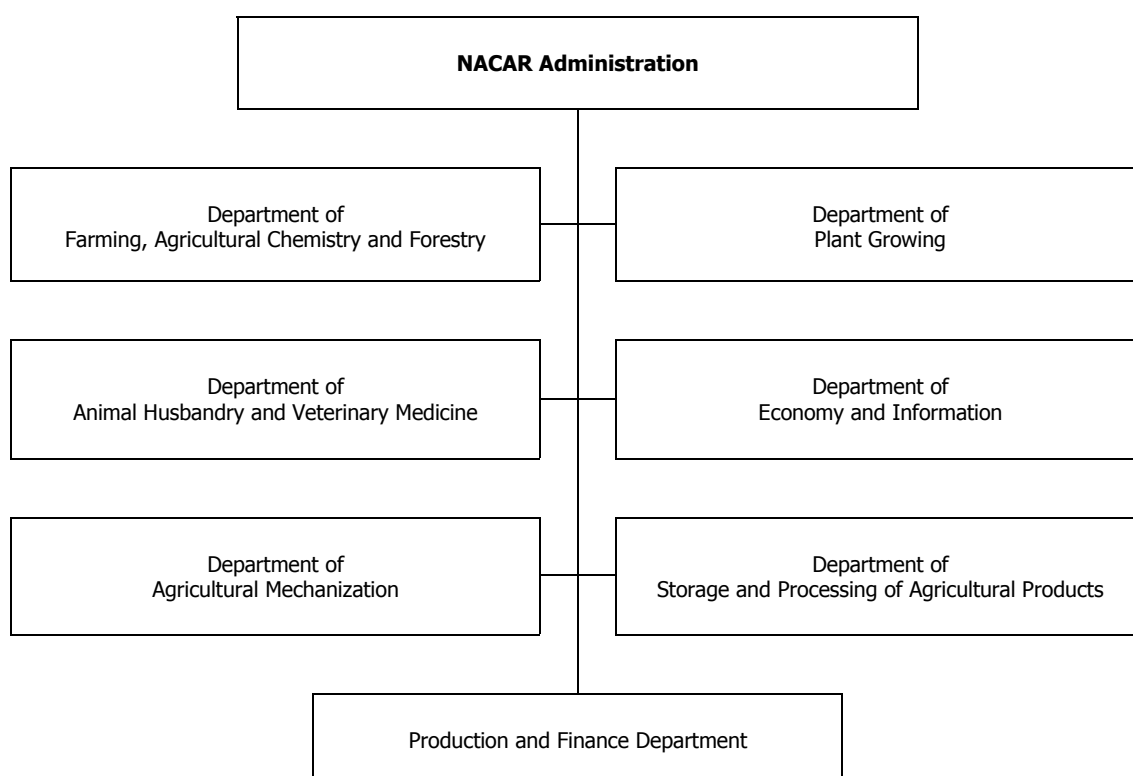 NACAR Administration
Department of
Farming, Agricultural Chemistry and Forestry
Department of
Plant Growing
Department of
Animal Husbandry and Veterinary Medicine
Department of
Economy and Information
Department of
Agricultural Mechanization
Department of
Storage and Processing of Agricultural Products
Production and Finance Department